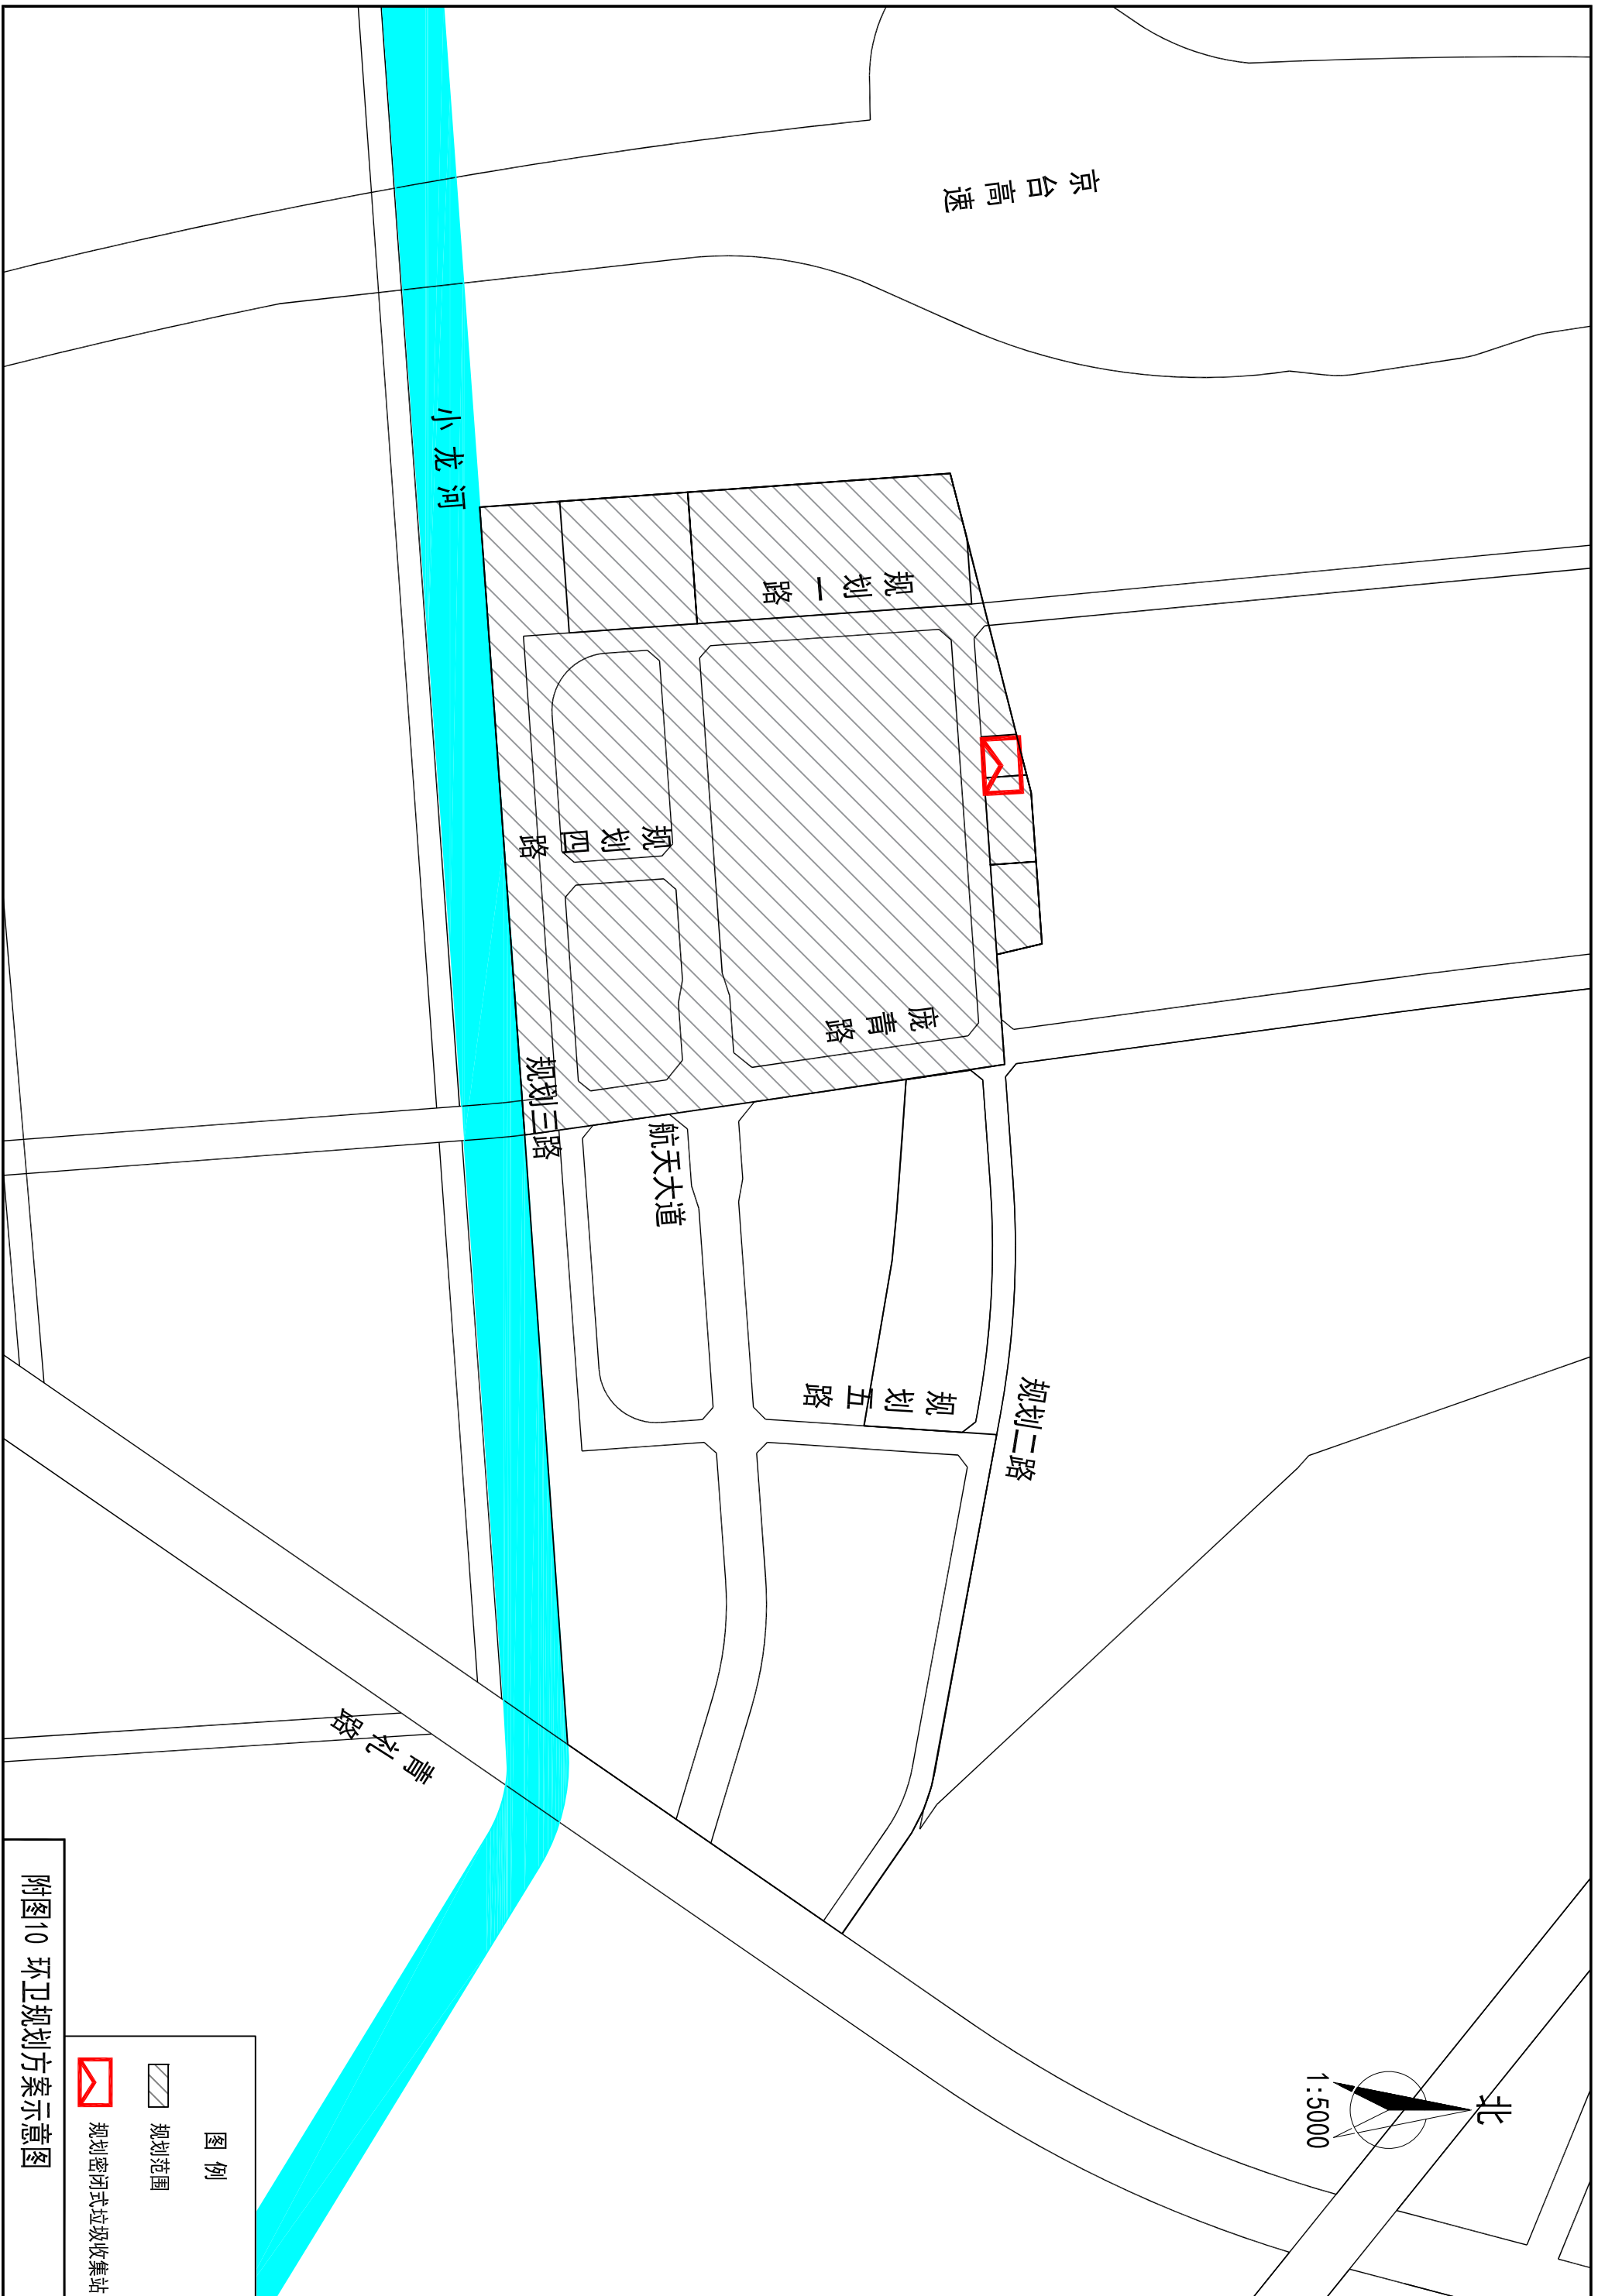 京台高速
小龙河
规划一路
规划四路
庞青路
规划三路
航天大道
规划五路
规划二路
青礼路
北
1:5000
图例
规划范围
规划密闭式垃圾收集站
附图10 环卫规划方案示意图